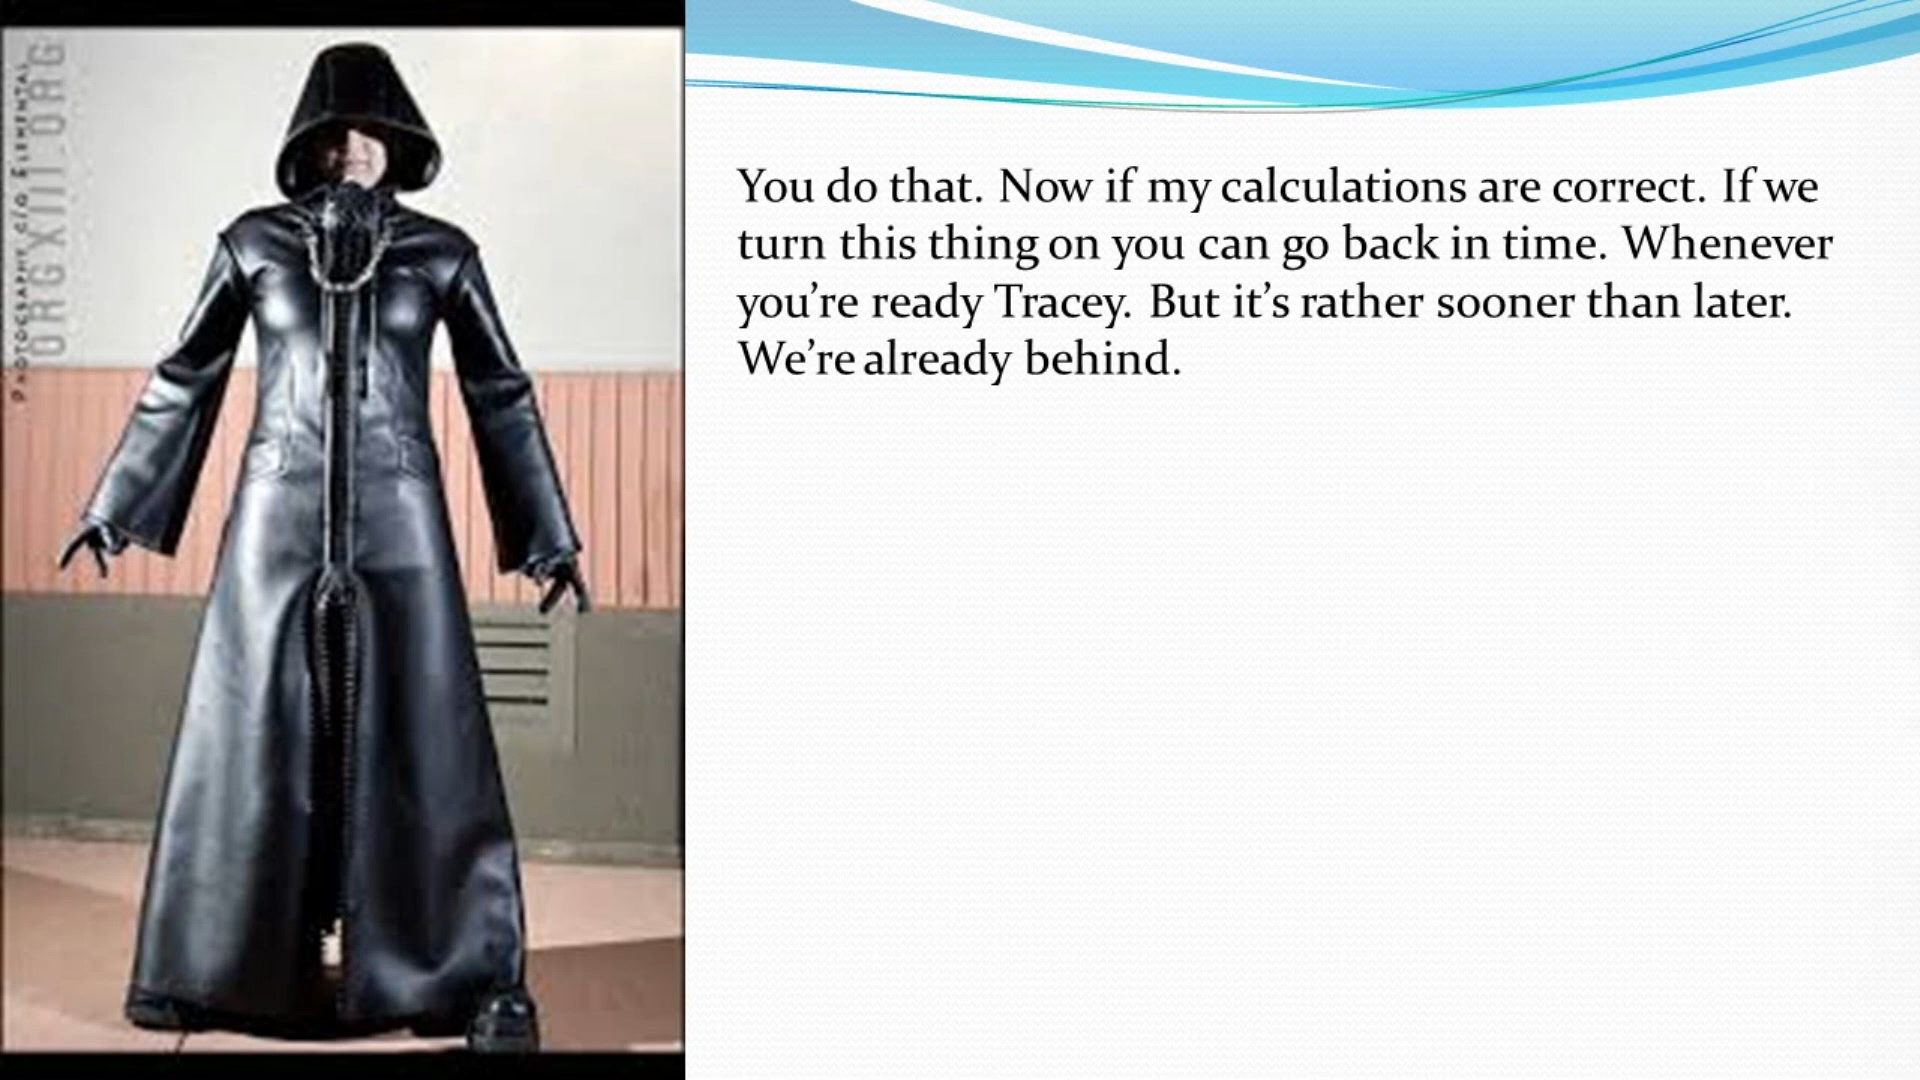 PHOTOGRAPHY C/O ELEMENTAL
ORGXIII.ORG
You do that. Now if my calculations are correct. If we
turn this thing on you can go back in time. Whenever
you’re ready Tracey. But it’s rather sooner than later.
We’re already behind.